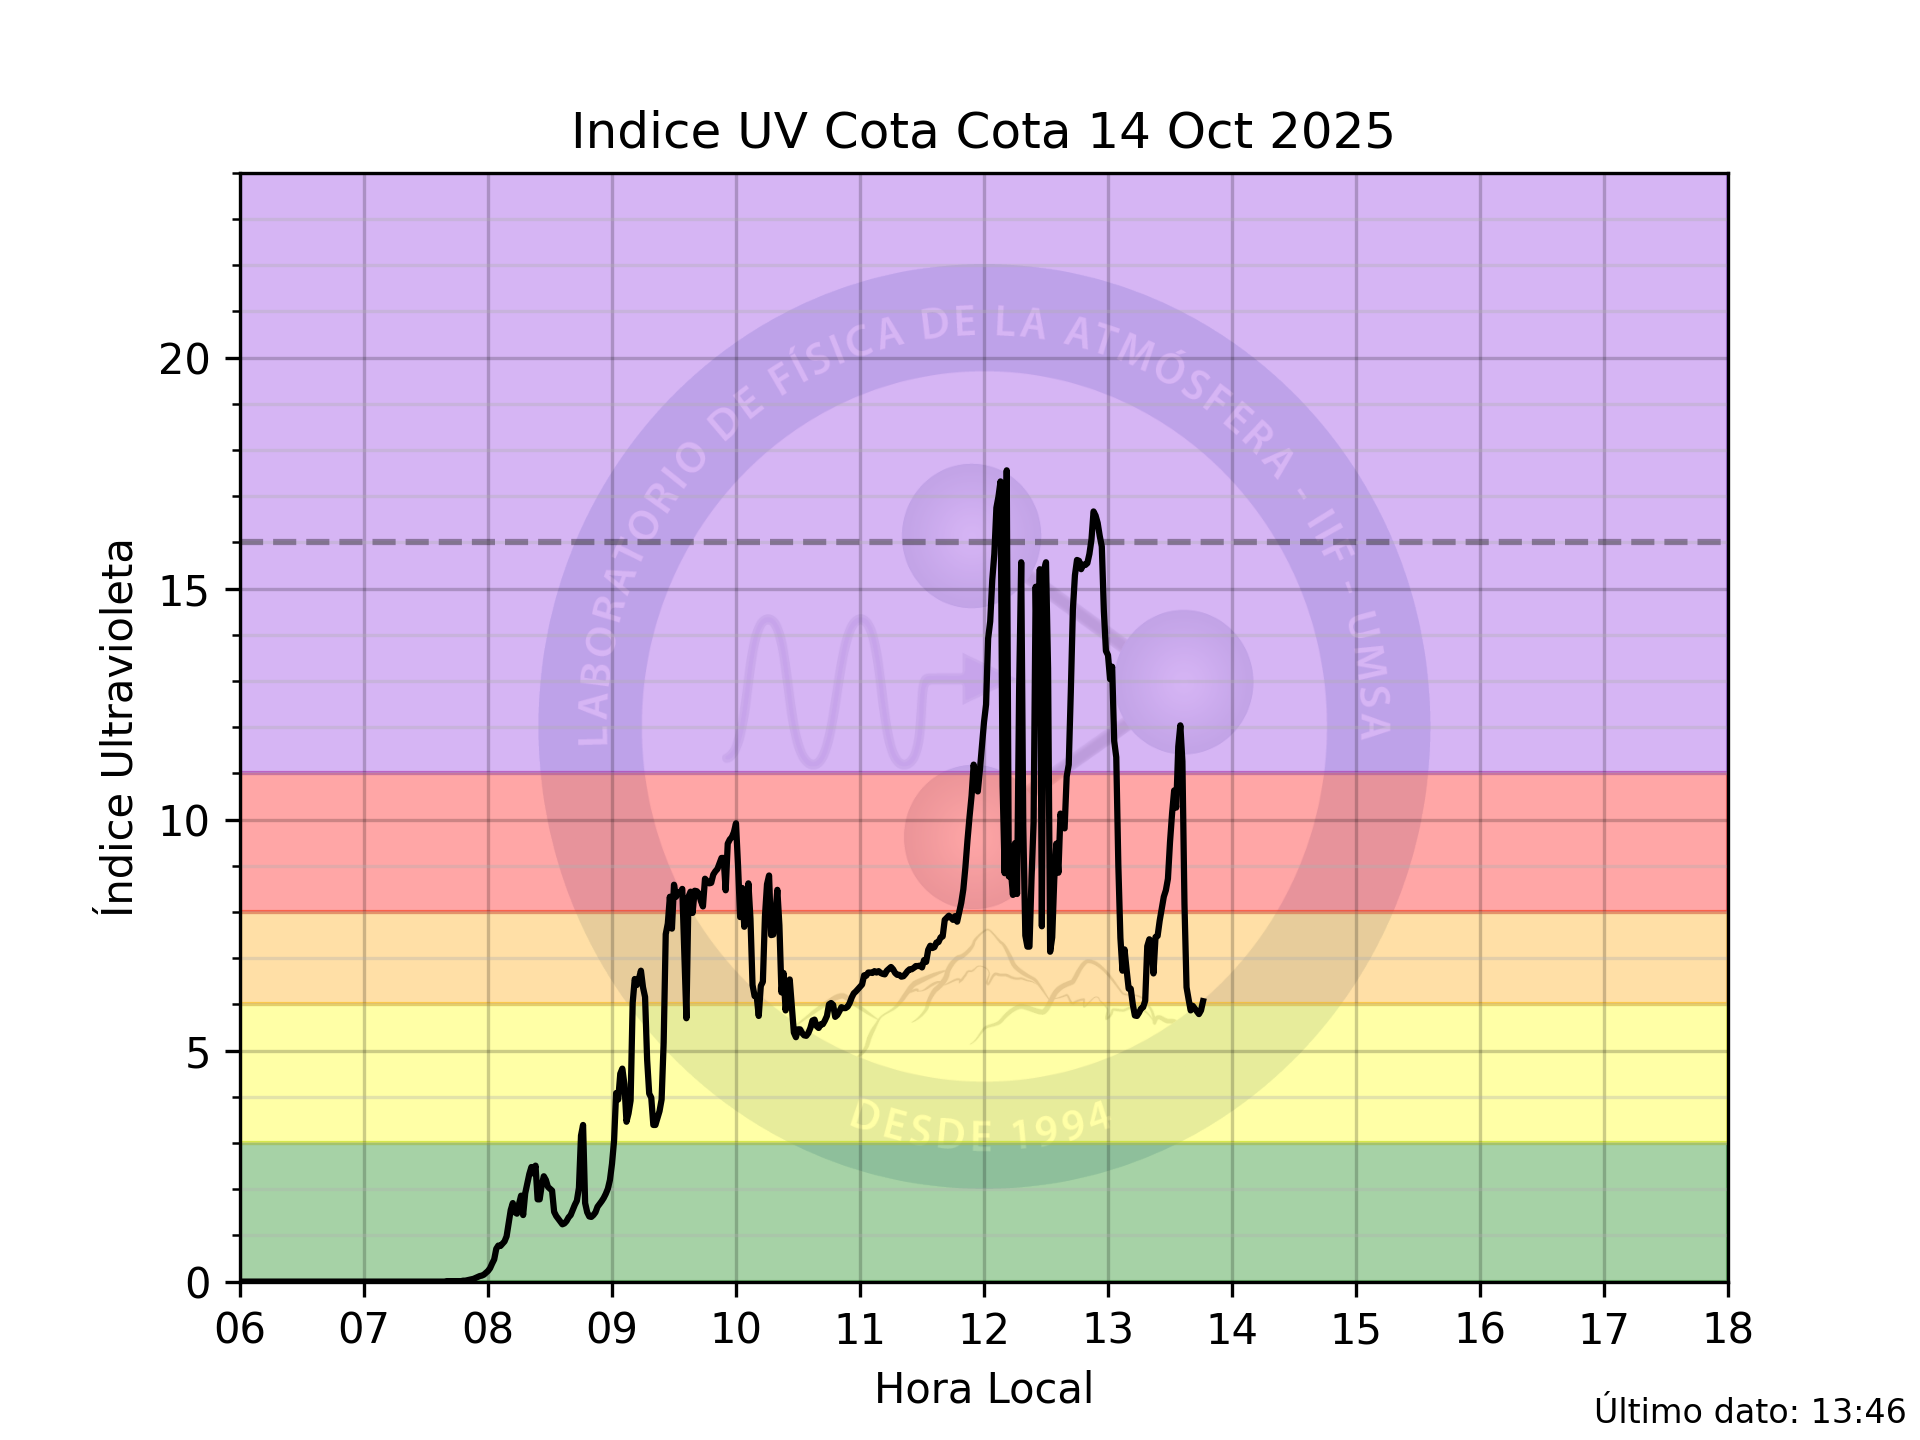 Indice UV Cota Cota 14 Oct 2025
Índice Ultravioleta
20
15
10
5
0
LABORATORIO DE FÍSICA DE LA ATMÓSFERA - IIF - UMSA
DESDE 1994
06 07 08 09 10 11 12 13 14 15 16 17 18
Hora Local
Último dato: 13:46